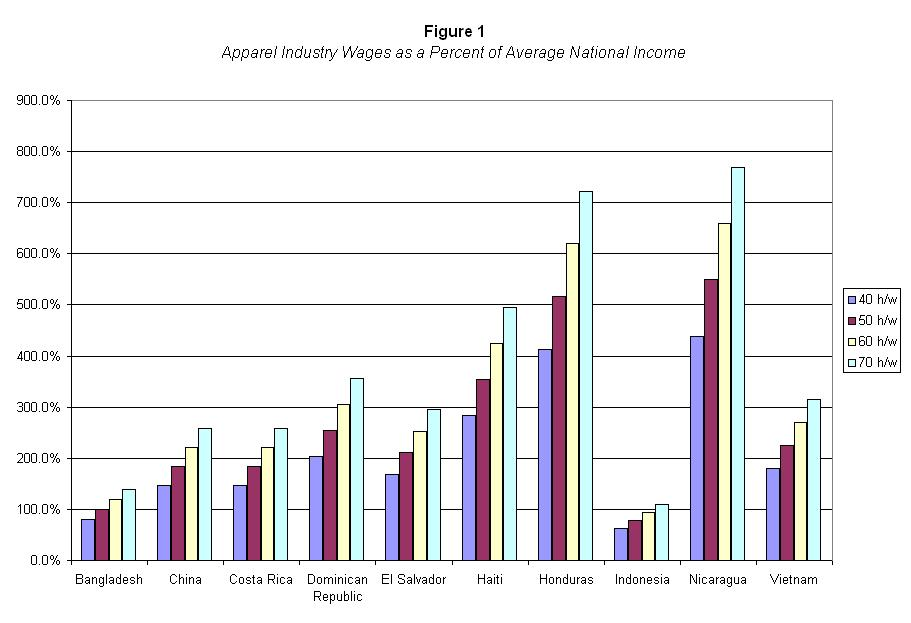 Figure 1
Apparel Industry Wages as a Percent of Average National Income
900.0%
800.0%
700.0%
600.0%
500.0%
400.0%
300.0%
200.0%
100.0%
0.0%
40 h/w
50 h/w
60 h/w
70 h/w
Bangladesh China Costa Rica Dominican El Salvador Haiti Honduras Indonesia Nicaragua Vietnam
Republic